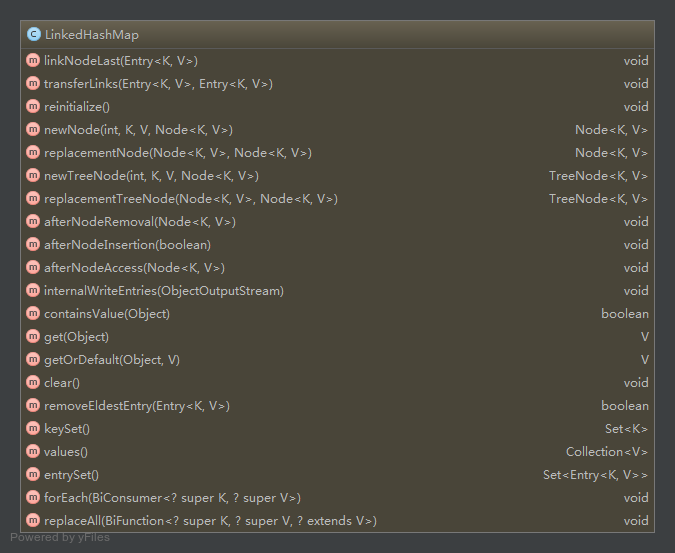 C LinkedHashMap
m linkNodeLast(Entry<K, V>) void
m transferLinks(Entry<K, V>, Entry<K, V>) void
m reinitialize() void
m newNode(int, K, V, Node<K, V>) Node<K, V>
m replacementNode(Node<K, V>, Node<K, V>) Node<K, V>
m newTreeNode(int, K, V, Node<K, V>) TreeNode<K, V>
m replacementTreeNode(Node<K, V>, Node<K, V>) TreeNode<K, V>
m afterNodeRemoval(Node<K, V>) void
m afterNodeInsertion(boolean) void
m afterNodeAccess(Node<K, V>) void
m internalWriteEntries(ObjectOutputStream) void
m containsValue(Object) boolean
m get(Object) V
m getOrDefault(Object, V) V
m clear() void
m removeEldestEntry(Entry<K, V>) boolean
m keySet() Set<K>
m values() Collection<V>
m entrySet() Set<Entry<K, V>>
m forEach(BiConsumer<? super K, ? super V>) void
m replaceAll(BiFunction<? super K, ? super V, ? extends V>) void
Powered by yFiles